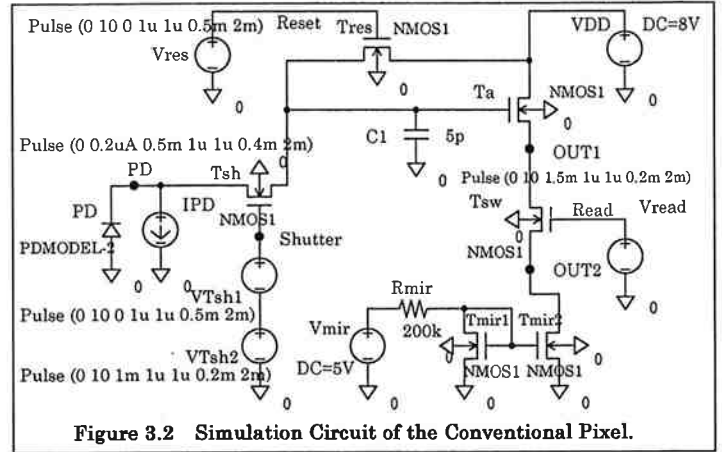 Pulse (0 10 0 1u 1u 0.5m 2m)
Reset
Tres
NMOS1
VDD
DC=8V
Vres
0
0
0
Ta
NMOS1
0
C1
5p
0
OUT1
Pulse (0 0.2uA 0.5m 1u 1u 0.4m 2m)
PD
Tsh
0
Pulse (0 10 1.5m 1u 1u 0.2m 2m)
Tsw
Read
Vread
PD
IPD
NMOS1
0
PDMODEL-2
Shutter
NMOS1
OUT2
0
0
0
VTsh1
Rmir
Pulse (0 10 0 1u 1u 0.5m 2m)
200k
Tmir1
Tmir2
Vmir
VTsh2
DC=5V
0
0
NMOS1
NMOS1
Pulse (0 10 1m 1u 1u 0.2m 2m)
0
0
0
0
Figure 3.2 Simulation Circuit of the Conventional Pixel.